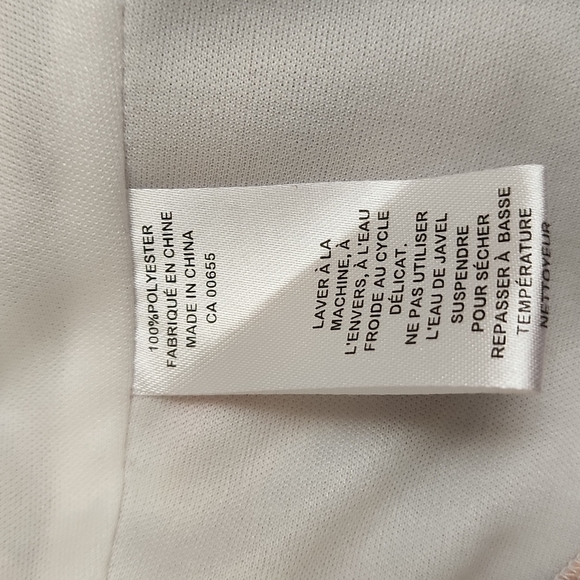 100%POLYESTER
FABRIQUÉ EN CHINE
MADE IN CHINA
CA 00655
LAVER À LA
MACHINE, À
L'ENVERS, À L'EAU
FROIDE AU CYCLE
DÉLICAT.
NE PAS UTILISER
L'EAU DE JAVEL
SUSPENDRE
POUR SÉCHER
REPASSER À BASSE
TEMPÉRATURE
NETTOYEUR